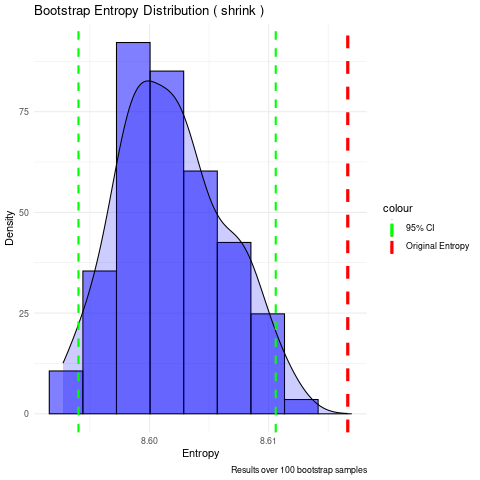 Bootstrap Entropy Distribution ( shrink )
Density
75
50
25
0
8.60
8.61
Entropy
colour
95% CI
Original Entropy
Results over 100 bootstrap samples